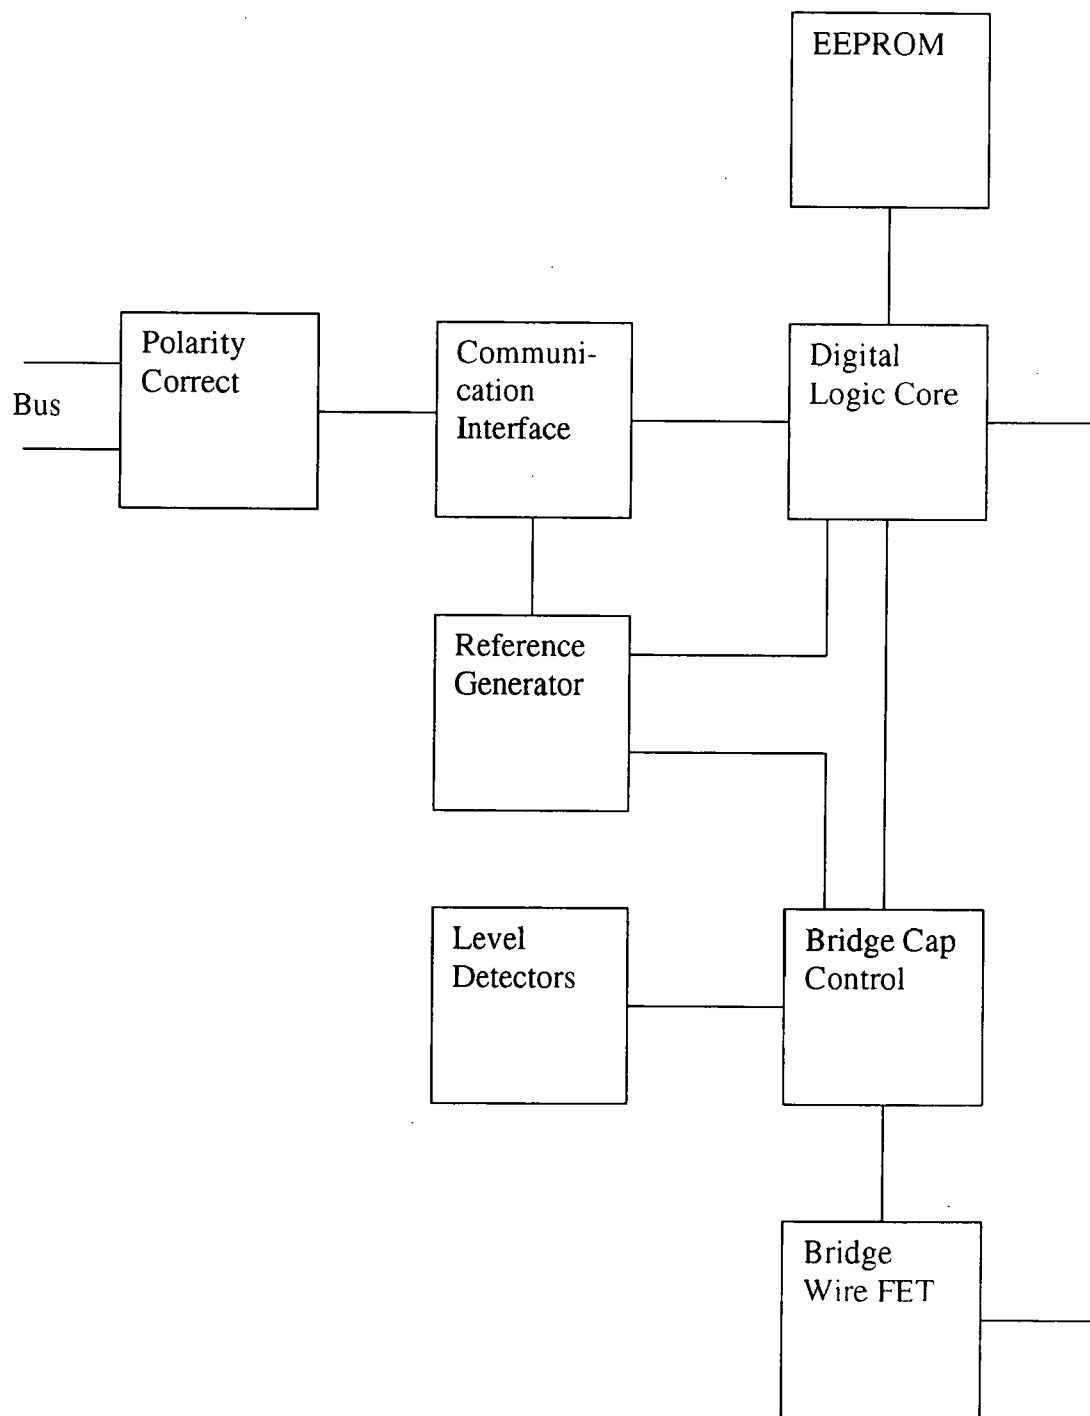 EEPROM
Polarity
Correct
Bus
Communi-
cation
Interface
Digital
Logic Core
Reference
Generator
Level
Detectors
Bridge Cap
Control
Bridge
Wire FET